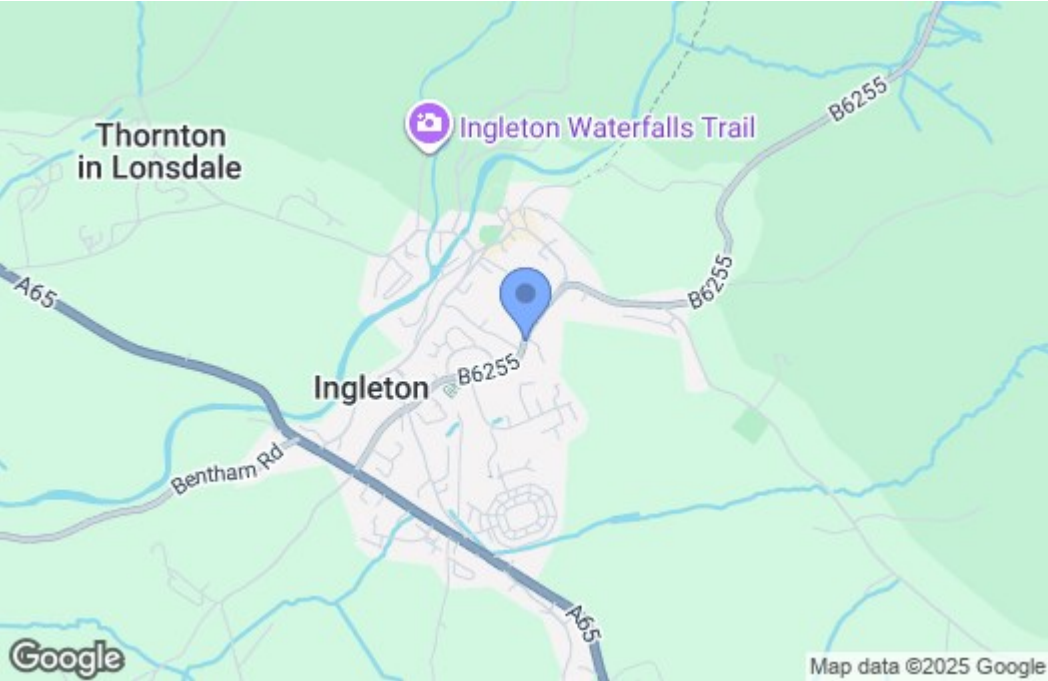 B6255
Ingleton Waterfalls Trail
Thornton
in Lonsdale
B6255
A65
B6255
Ingleton
Bentham Rd
A65
Google
Map data ©2025 Google